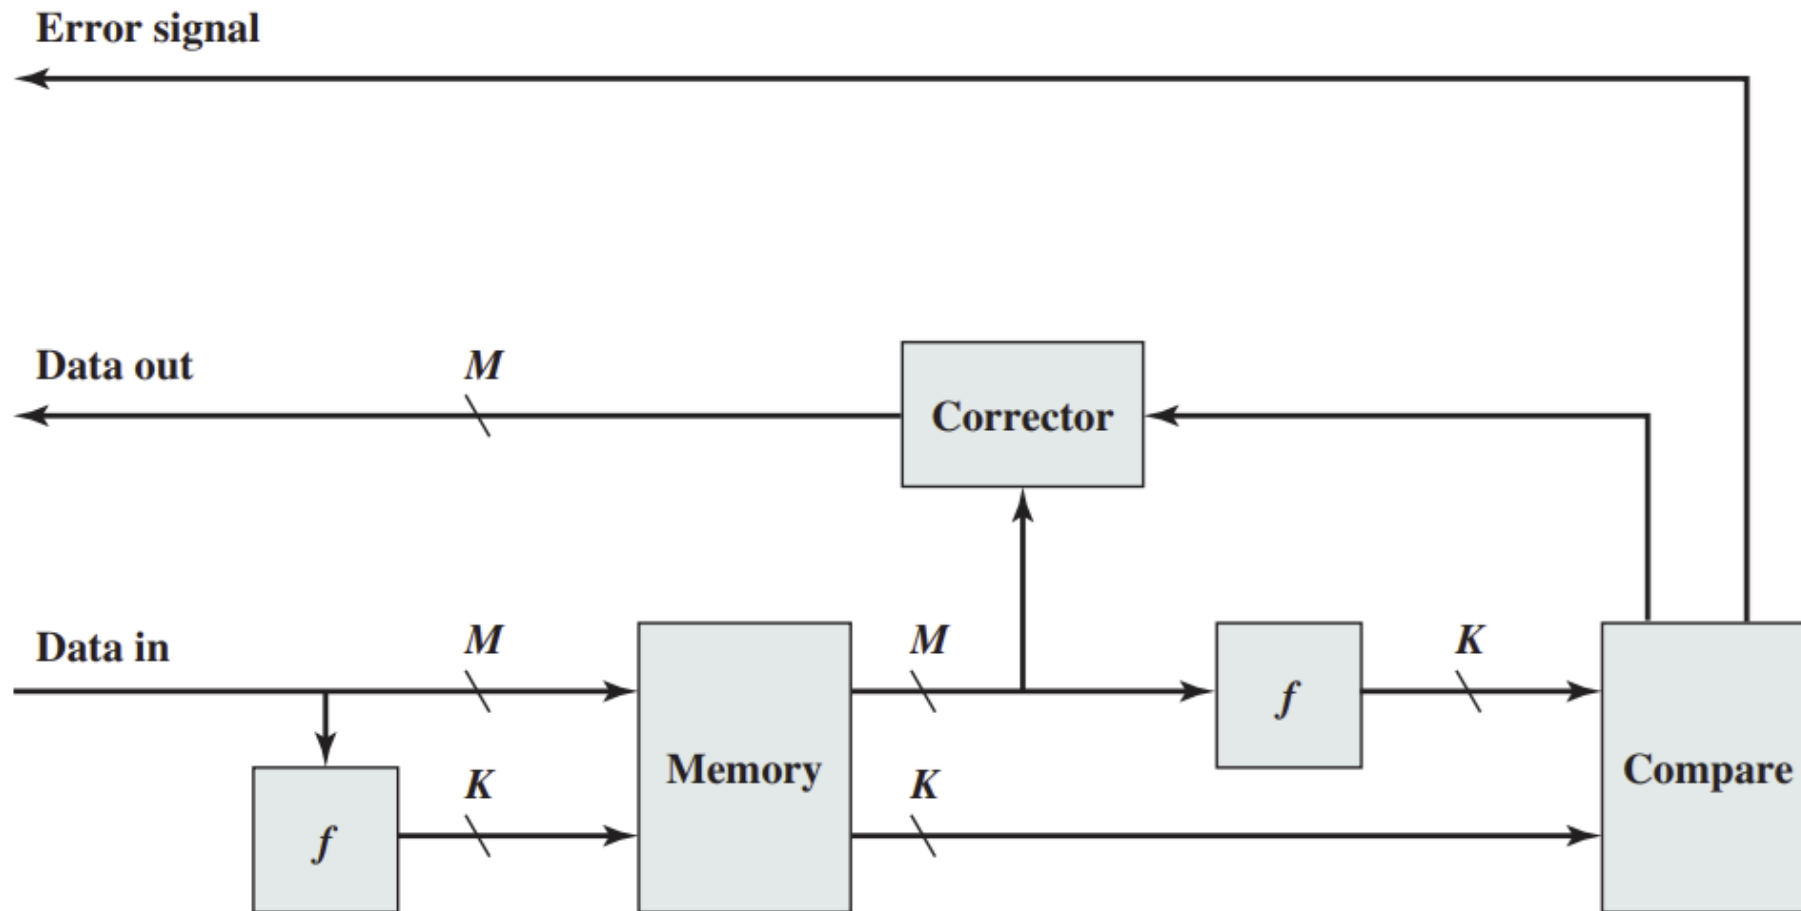 Error signal
Data out
M
Corrector
Data in
M
M
K
f
K
Memory
K
f
Compare